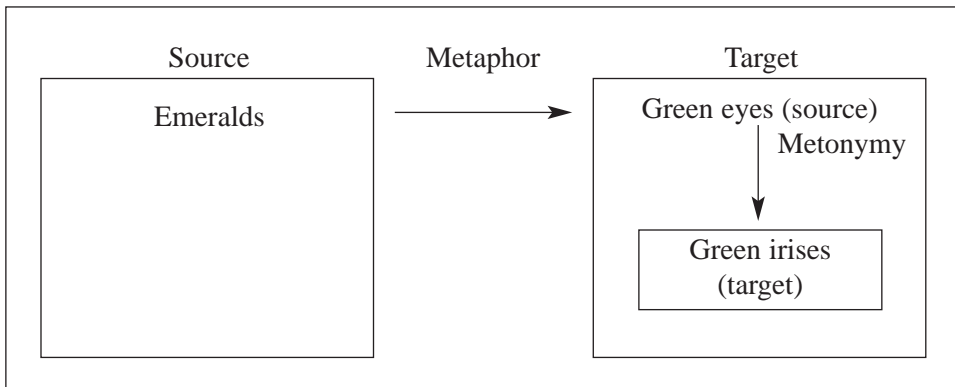 Source
Metaphor
Target
Emeralds
Green eyes (source)
Metonymy
Green irises
(target)